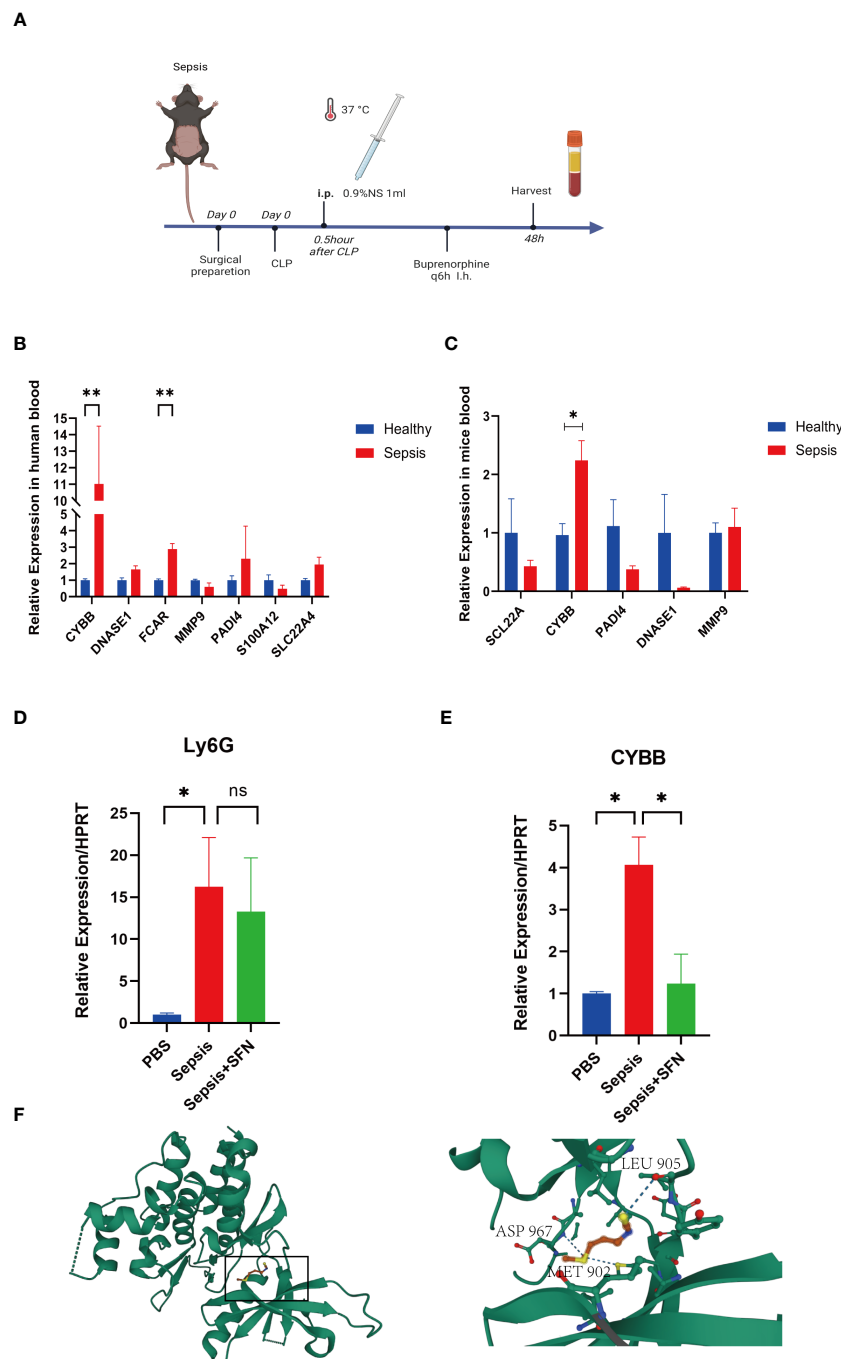 A
Sepsis
37 °C
i.p. 0.9%NS 1ml
Harvest
Day 0
Day 0
0.5hour
after CLP
48h
Surgical
preparetion
CLP
Buprenorphine
q6h I.h.
B
Relative Expression in human blood
**
**
15
14
13
12
11
10
5
4
3
2
1
0
CYBB
DNASE1
FCAR
MMP9
PADI4
S100A12
SLC22A4
Healthy
Sepsis
C
Relative Expression in mice blood
*
3
2
1
0
SCL22A
CYBB
PADI4
DNASE1
MMP9
Healthy
Sepsis
D
Ly6G
Relative Expression/HPRT
*
ns
25
20
15
10
5
0
PBS
Sepsis
Sepsis+SFN
E
CYBB
Relative Expression/HPRT
*
*
5
4
3
2
1
0
PBS
Sepsis
Sepsis+SFN
F
LEU 905
ASP 967
MET 902